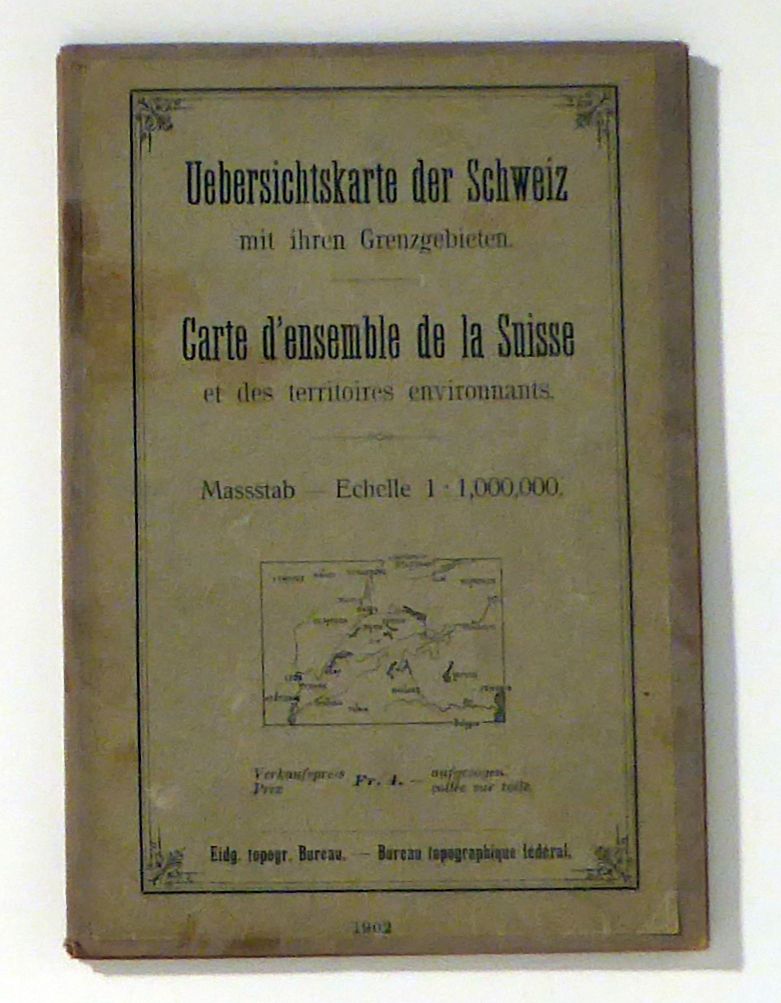 Uebersichtskarte der Schweiz
mit ihren Grenzgebieten.
Carte d'ensemble de la Suisse
et des territoires environnants.
Massstab — Echelle 1 : 1,000,000.
Verkaufspreis Fr. 4. — aufgezogen.
Prix collée sur toile.
Eidg. topogr. Bureau. — Bureau topographique fédéral.
1902